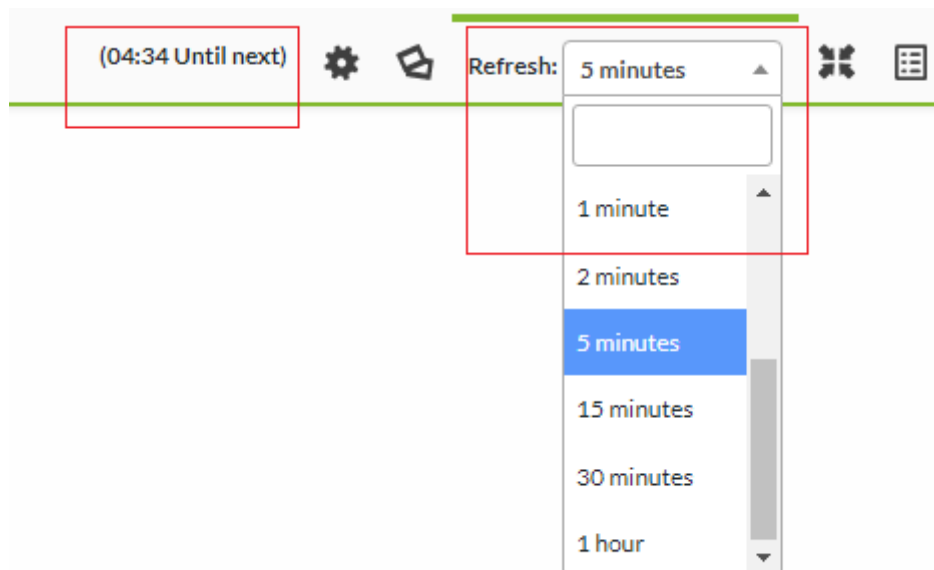 (04:34 Until next)
Refresh: 5 minutes
1 minute
2 minutes
5 minutes
15 minutes
30 minutes
1 hour